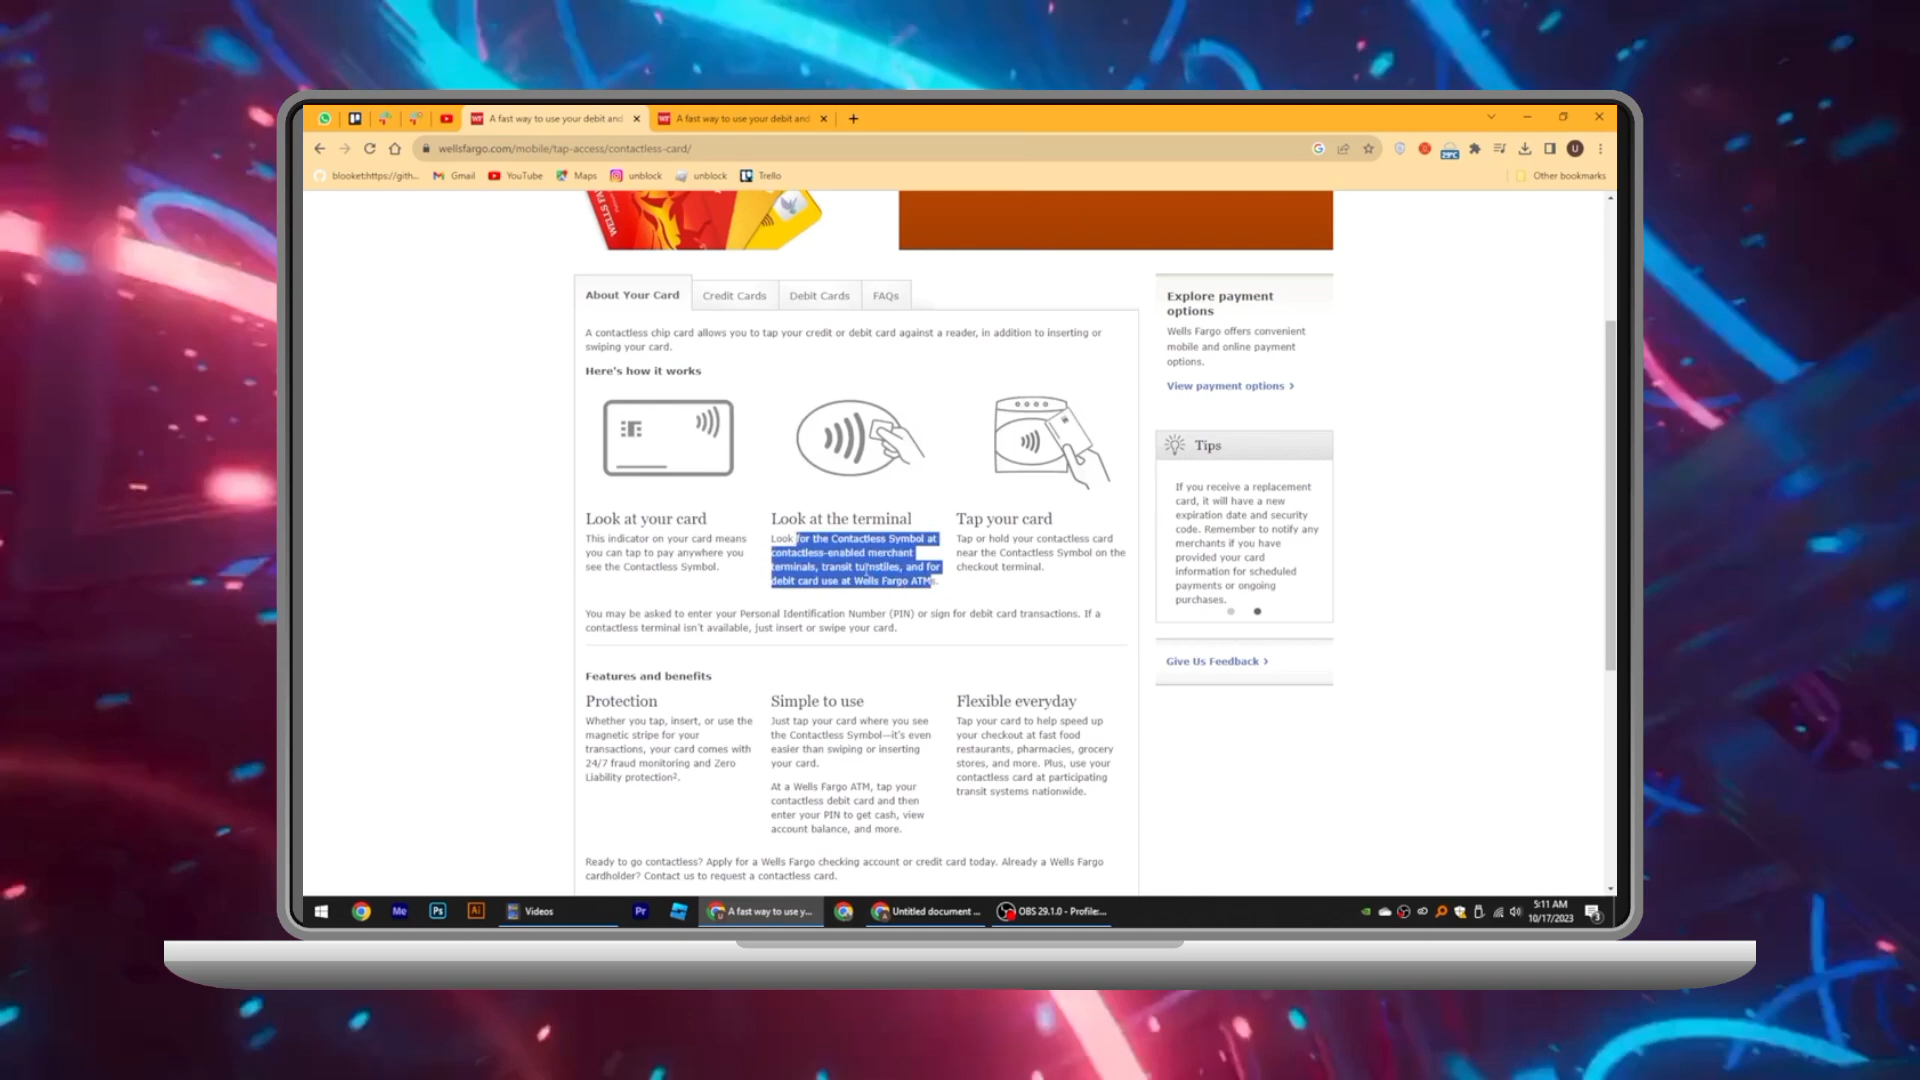 A fast way to use your debit and
A fast way to use your debit and
wellsfargo.com/mobile/tap-access/contactless-card/
29°C
U
blooket:https://gith...
Gmail
YouTube
Maps
unblock
unblock
Trello
Other bookmarks
About Your Card
Credit Cards
Debit Cards
FAQs
A contactless chip card allows you to tap your credit or debit card against a reader, in addition to inserting or
swiping your card.
Here's how it works
Look at your card
This indicator on your card means
you can tap to pay anywhere you
see the Contactless Symbol.
Look at the terminal
Look for the Contactless Symbol at
contactless-enabled merchant
terminals, transit turnstiles, and for
debit card use at Wells Fargo ATMs.
Tap your card
Tap or hold your contactless card
near the Contactless Symbol on the
checkout terminal.
You may be asked to enter your Personal Identification Number (PIN) or sign for debit card transactions. If a
contactless terminal isn't available, just insert or swipe your card.
Features and benefits
Protection
Whether you tap, insert, or use the
magnetic stripe for your
transactions, your card comes with
24/7 fraud monitoring and Zero
Liability protection².
Simple to use
Just tap your card where you see
the Contactless Symbol—it's even
easier than swiping or inserting
your card.
At a Wells Fargo ATM, tap your
contactless debit card and then
enter your PIN to get cash, view
account balance, and more.
Flexible everyday
Tap your card to help speed up
your checkout at fast food
restaurants, pharmacies, grocery
stores, and more. Plus, use your
contactless card at participating
transit systems nationwide.
Ready to go contactless? Apply for a Wells Fargo checking account or credit card today. Already a Wells Fargo
cardholder? Contact us to request a contactless card.
Explore payment
options
Wells Fargo offers convenient
mobile and online payment
options.
View payment options ›
Tips
If you receive a replacement
card, it will have a new
expiration date and security
code. Remember to notify any
merchants if you have
provided your card
information for scheduled
payments or ongoing
purchases.
Give Us Feedback ›
Me
Ps
Ai
Videos
Pr
A fast way to use y...
Untitled document ...
OBS 29.1.0 - Profile:...
5:11 AM
10/17/2023
3